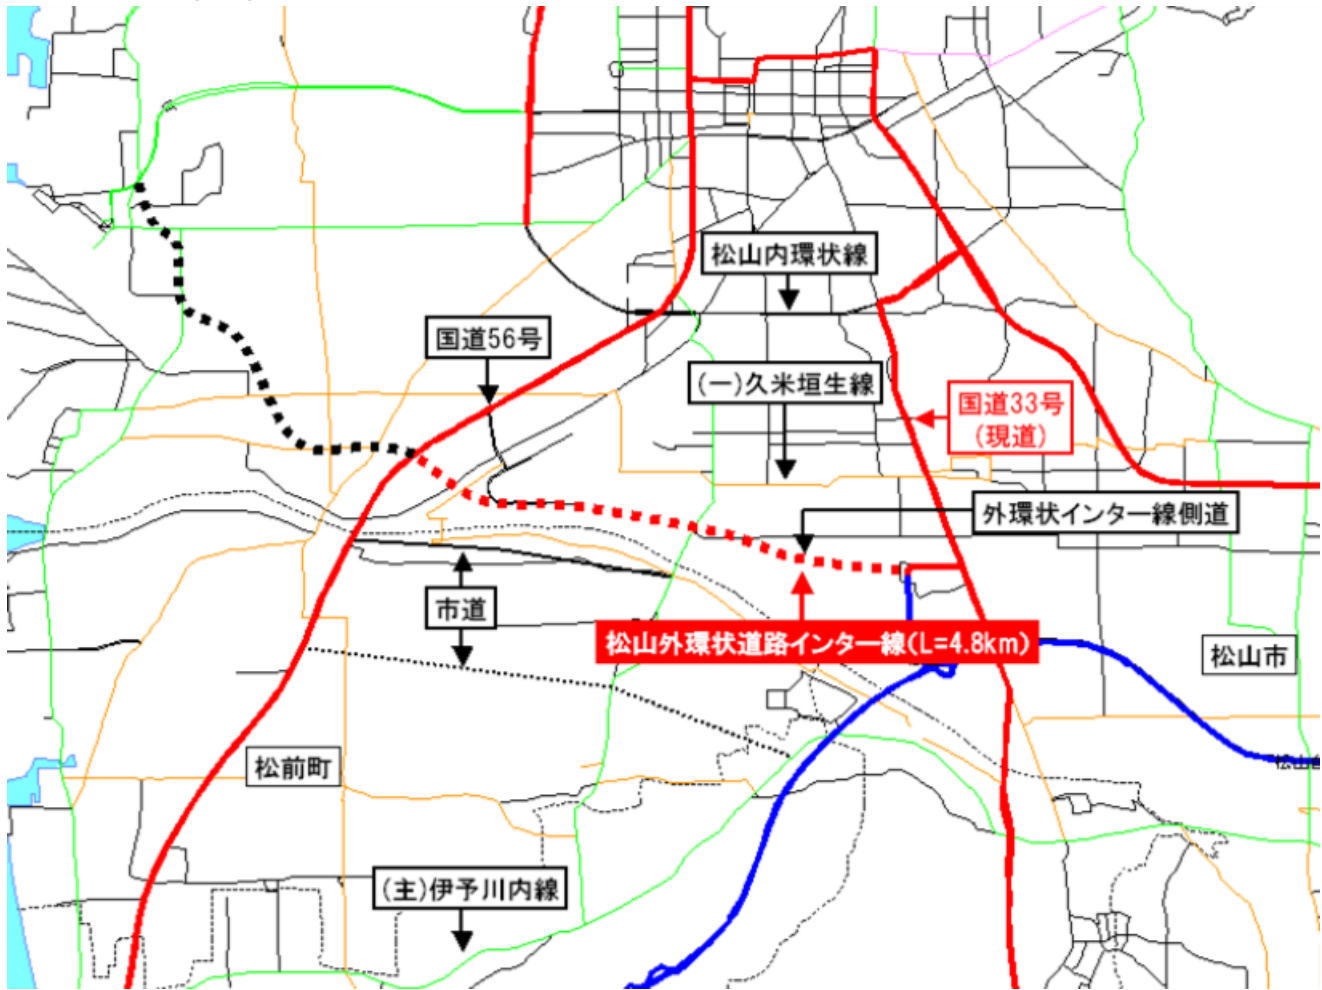 松山内環状線
国道56号
(一)久米垣生線
国道33号
(現道)
外環状インター線側道
市道
松山外環状道路インター線(L=4.8km)
松山市
松前町
松山
(主)伊予川内線